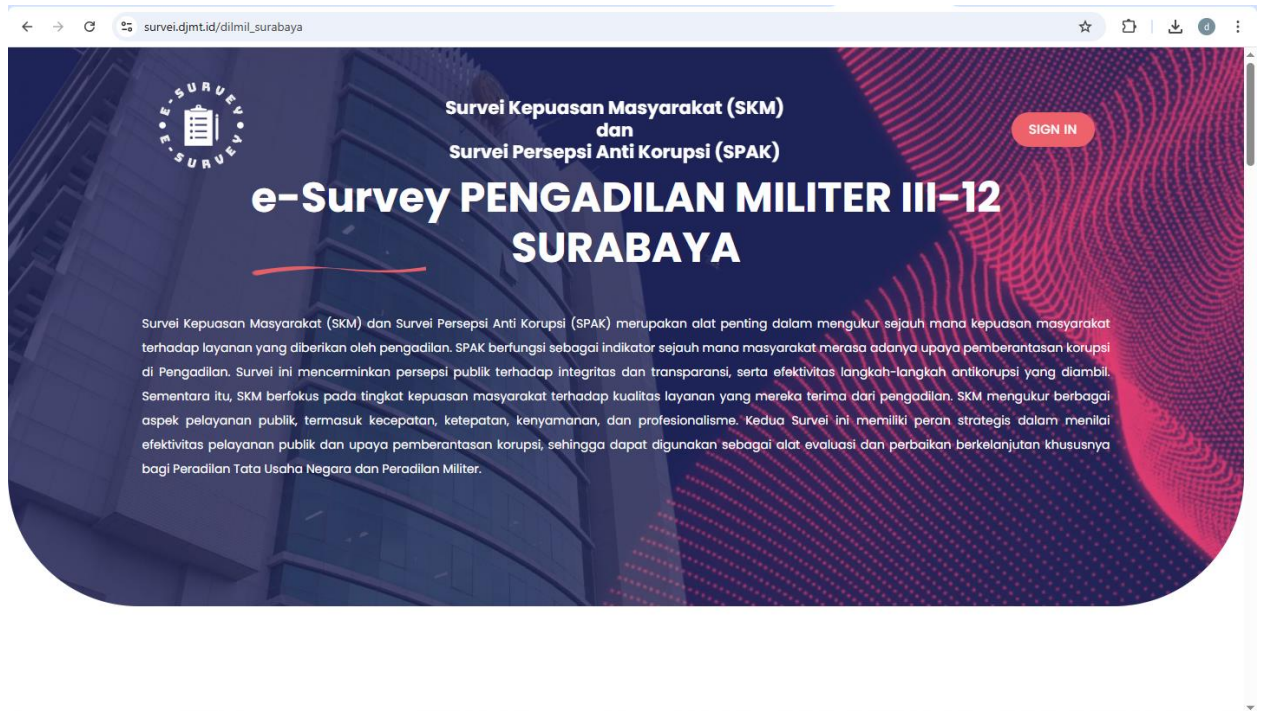 survei.djmt.id/dilmil_surabaya
d
E-SURVEY
E-SURVEY
Survei Kepuasan Masyarakat (SKM)
dan
Survei Persepsi Anti Korupsi (SPAK)
SIGN IN
e-Survey PENGADILAN MILITER III-12
SURABAYA
Survei Kepuasan Masyarakat (SKM) dan Survei Persepsi Anti Korupsi (SPAK) merupakan alat penting dalam mengukur sejauh mana kepuasan masyarakat
terhadap layanan yang diberikan oleh pengadilan. SPAK berfungsi sebagai indikator sejauh mana masyarakat merasa adanya upaya pemberantasan korupsi
di Pengadilan. Survei ini mencerminkan persepsi publik terhadap integritas dan transparansi, serta efektivitas langkah-langkah antikorupsi yang diambil.
Sementara itu, SKM berfokus pada tingkat kepuasan masyarakat terhadap kualitas layanan yang mereka terima dari pengadilan. SKM mengukur berbagai
aspek pelayanan publik, termasuk kecepatan, ketepatan, kenyamanan, dan profesionalisme. Kedua Survei ini memiliki peran strategis dalam menilai
efektivitas pelayanan publik dan upaya pemberantasan korupsi, sehingga dapat digunakan sebagai alat evaluasi dan perbaikan berkelanjutan khususnya
bagi Peradilan Tata Usaha Negara dan Peradilan Militer.